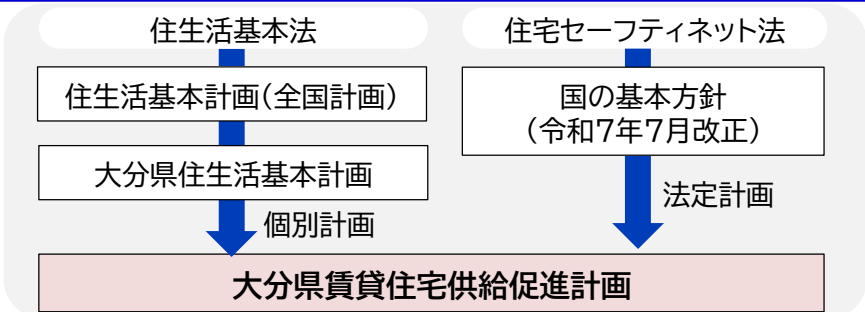 住生活基本法
住生活基本計画(全国計画)
大分県住生活基本計画
個別計画
住宅セーフティネット法
国の基本方針
(令和7年7月改正)
法定計画
大分県賃貸住宅供給促進計画